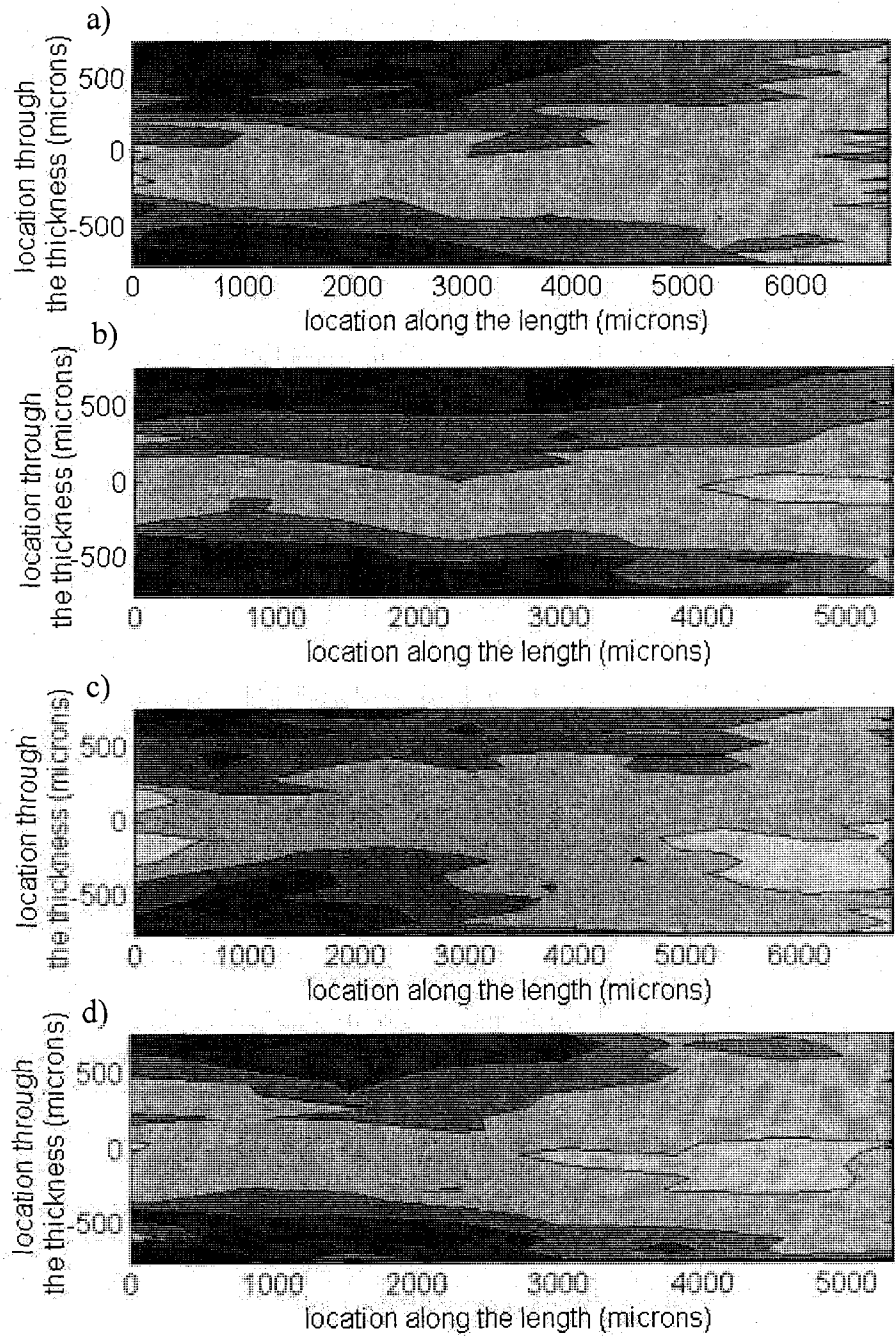 a)
location through
the thickness (microns)
500
0
-500
0 1000 2000 3000 4000 5000 6000
location along the length (microns)
b)
location through
the thickness (microns)
500
0
-500
0 1000 2000 3000 4000 5000
location along the length (microns)
c)
location through
the thickness (microns)
500
0
-500
0 1000 2000 3000 4000 5000 6000
location along the length (microns)
d)
location through
the thickness (microns)
500
0
-500
0 1000 2000 3000 4000 5000
location along the length (microns)